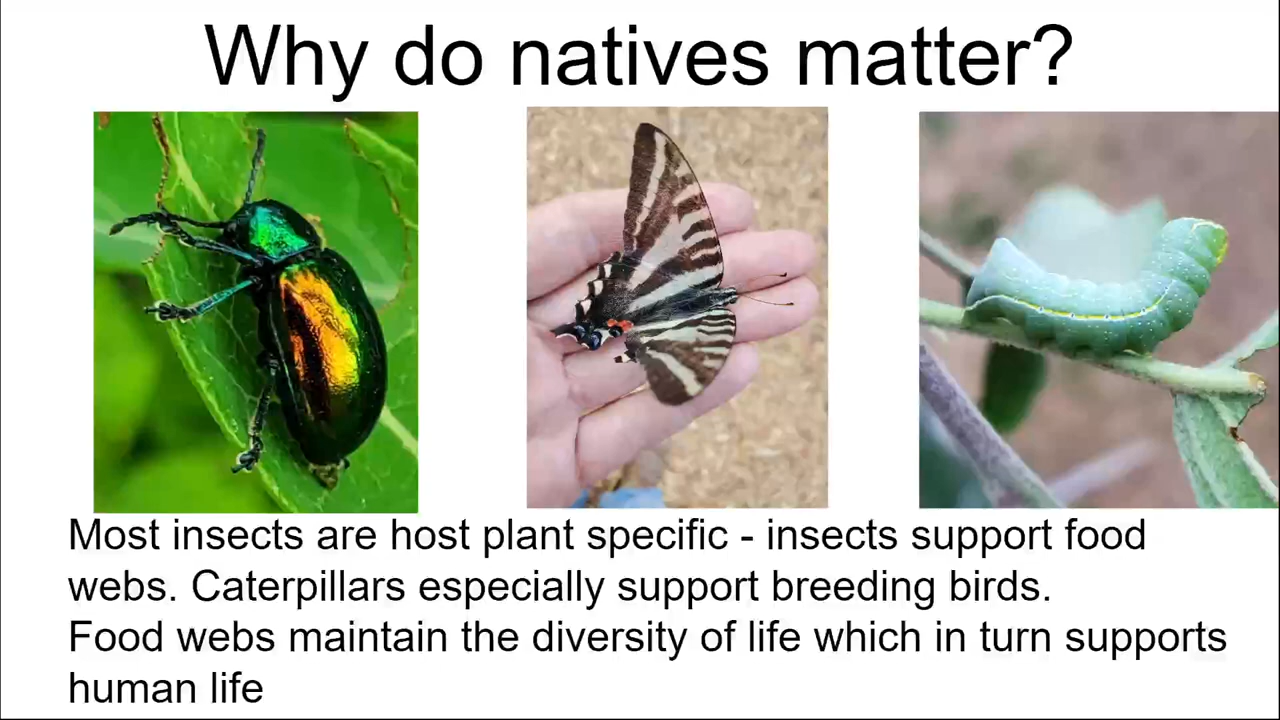 Why do natives matter?
Most insects are host plant specific - insects support food
webs. Caterpillars especially support breeding birds.
Food webs maintain the diversity of life which in turn supports
human life